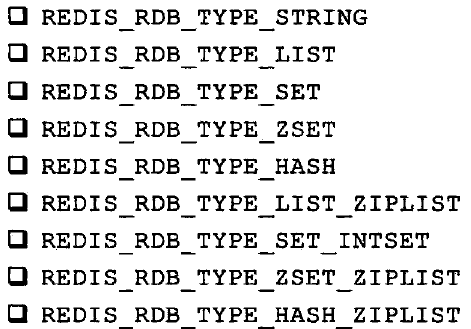 ❑ REDIS_RDB_TYPE_STRING
❑ REDIS_RDB_TYPE_LIST
❑ REDIS_RDB_TYPE_SET
❑ REDIS_RDB_TYPE_ZSET
❑ REDIS_RDB_TYPE_HASH
❑ REDIS_RDB_TYPE_LIST_ZIPLIST
❑ REDIS_RDB_TYPE_SET_INTSET
❑ REDIS_RDB_TYPE_ZSET_ZIPLIST
❑ REDIS_RDB_TYPE_HASH_ZIPLIST